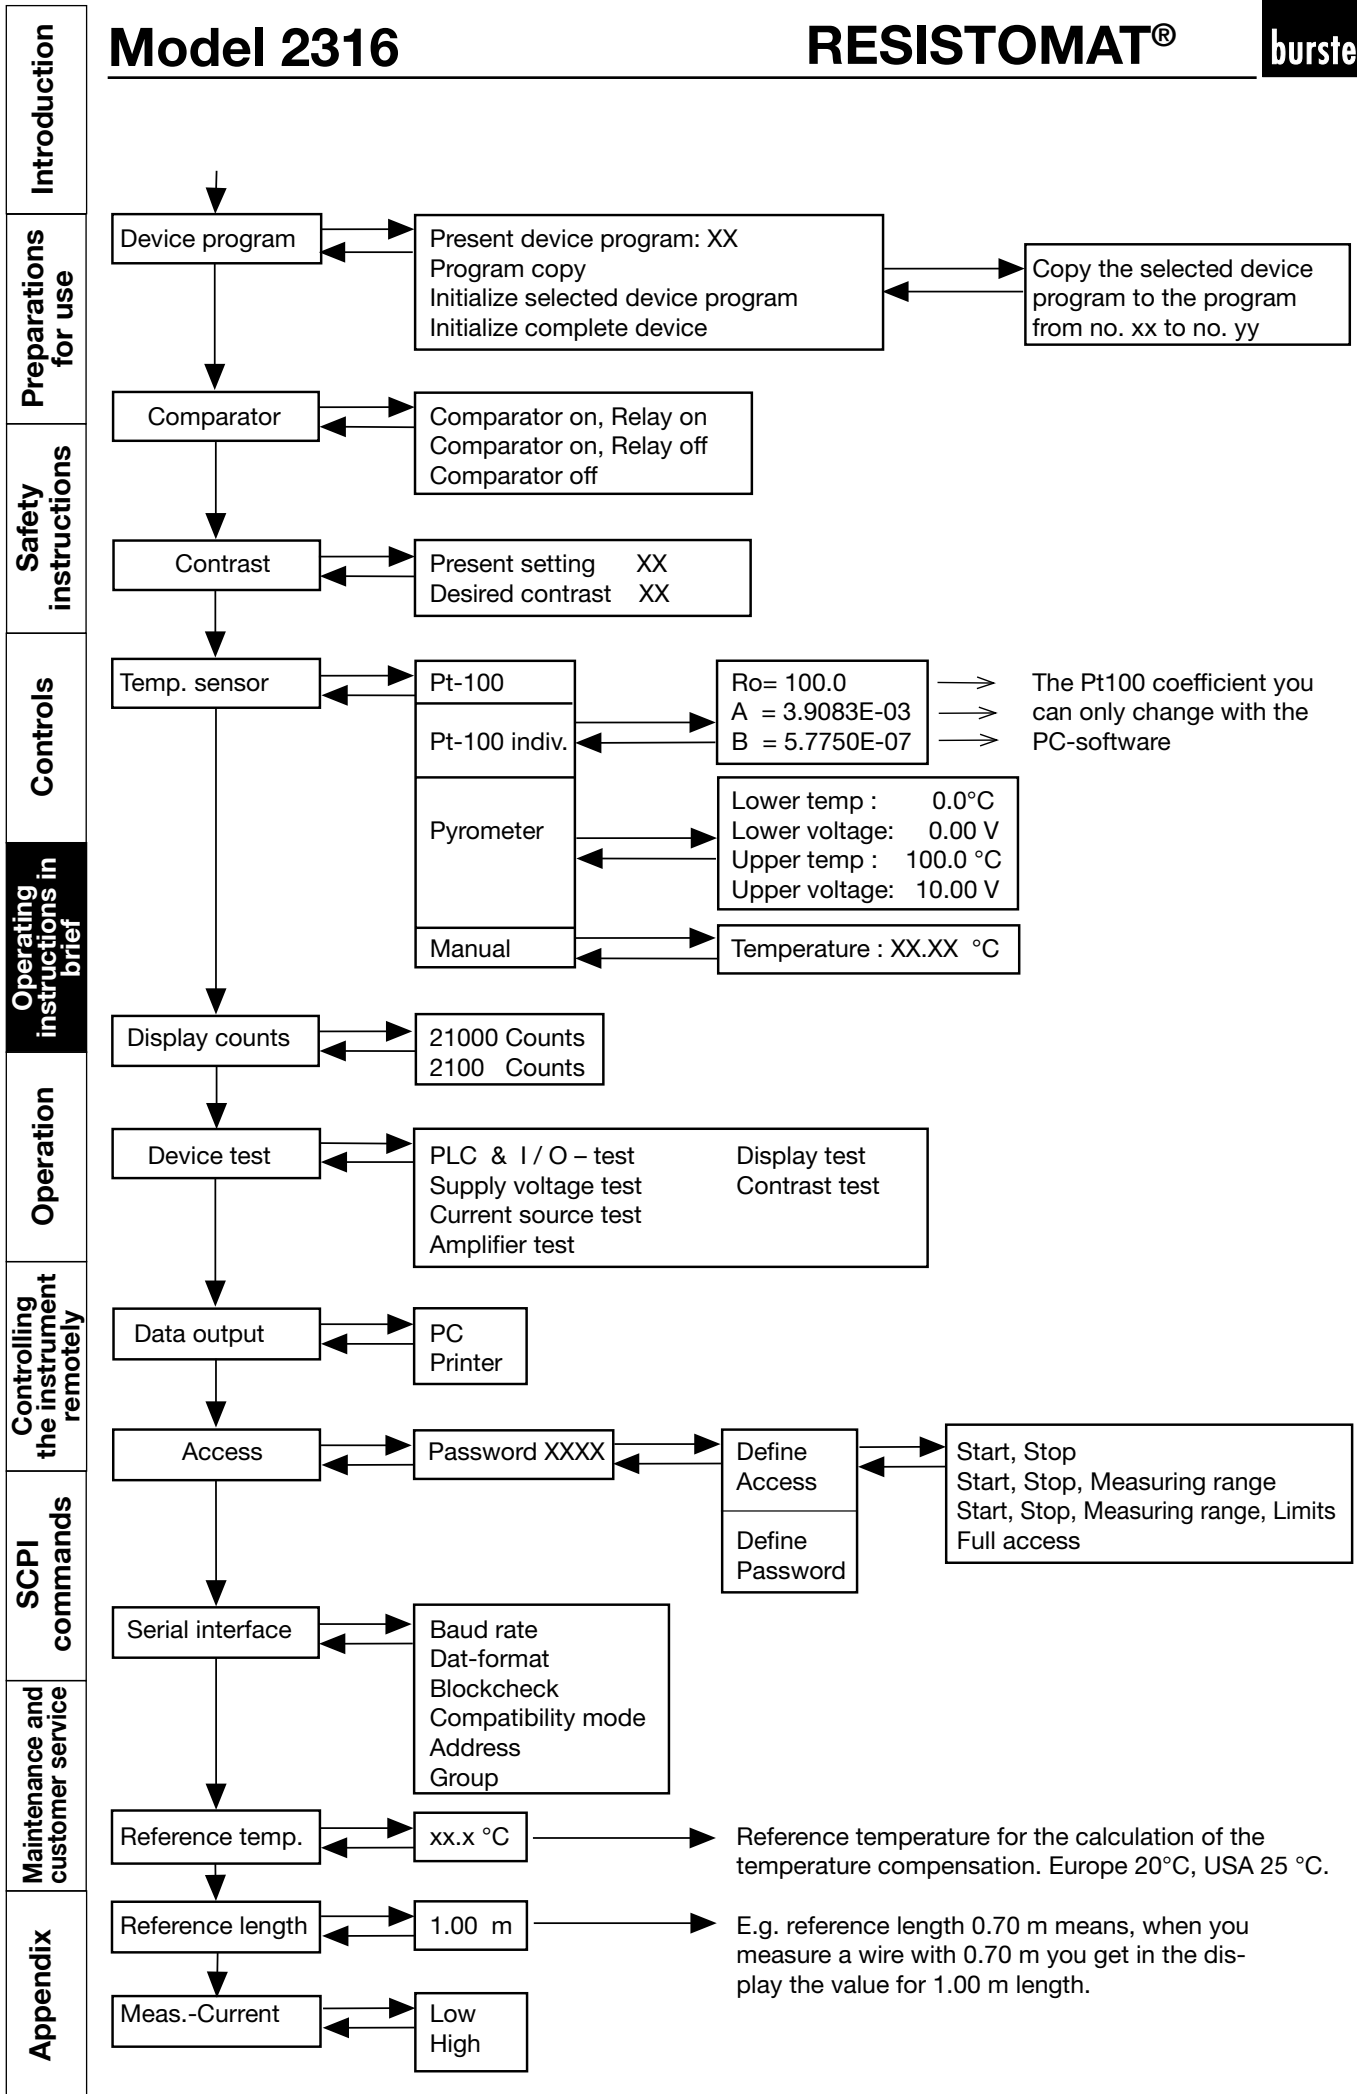 Model 2316
RESISTOMAT®
burste
Introduction
Preparations
for use
Safety
instructions
Controls
Operating
instructions in
brief
Operation
Controlling
the instrument
remotely
SCPI
commands
Maintenance and
customer service
Appendix
Device program
Present device program: XX
Program copy
Initialize selected device program
Initialize complete device
Copy the selected device
program to the program
from no. xx to no. yy
Comparator
Comparator on, Relay on
Comparator on, Relay off
Comparator off
Contrast
Present setting XX
Desired contrast XX
Temp. sensor
Pt-100
Pt-100 indiv.
Ro= 100.0
A = 3.9083E-03
B = 5.7750E-07
The Pt100 coefficient you
can only change with the
PC-software
Pyrometer
Lower temp : 0.0°C
Lower voltage: 0.00 V
Upper temp : 100.0 °C
Upper voltage: 10.00 V
Manual
Temperature : XX.XX °C
Display counts
21000 Counts
2100 Counts
Device test
PLC & I / O – test
Supply voltage test
Current source test
Amplifier test
Display test
Contrast test
Data output
PC
Printer
Access
Password XXXX
Define
Access
Define
Password
Start, Stop
Start, Stop, Measuring range
Start, Stop, Measuring range, Limits
Full access
Serial interface
Baud rate
Dat-format
Blockcheck
Compatibility mode
Address
Group
Reference temp.
xx.x °C
Reference temperature for the calculation of the
temperature compensation. Europe 20°C, USA 25 °C.
Reference length
1.00 m
E.g. reference length 0.70 m means, when you
measure a wire with 0.70 m you get in the dis-
play the value for 1.00 m length.
Meas.-Current
Low
High